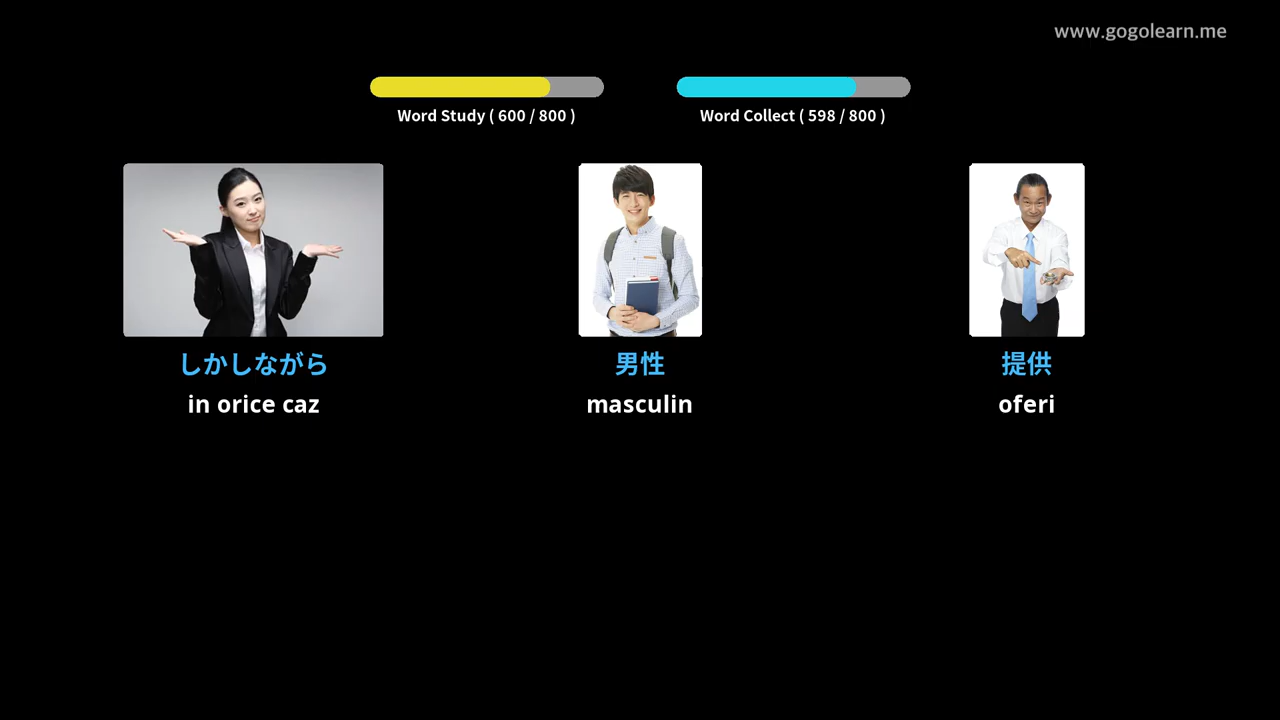 www.gogolearn.me
Word Study ( 600 / 800 )
Word Collect ( 598 / 800 )
しかしながら
男性
提供
in orice caz
masculin
oferi